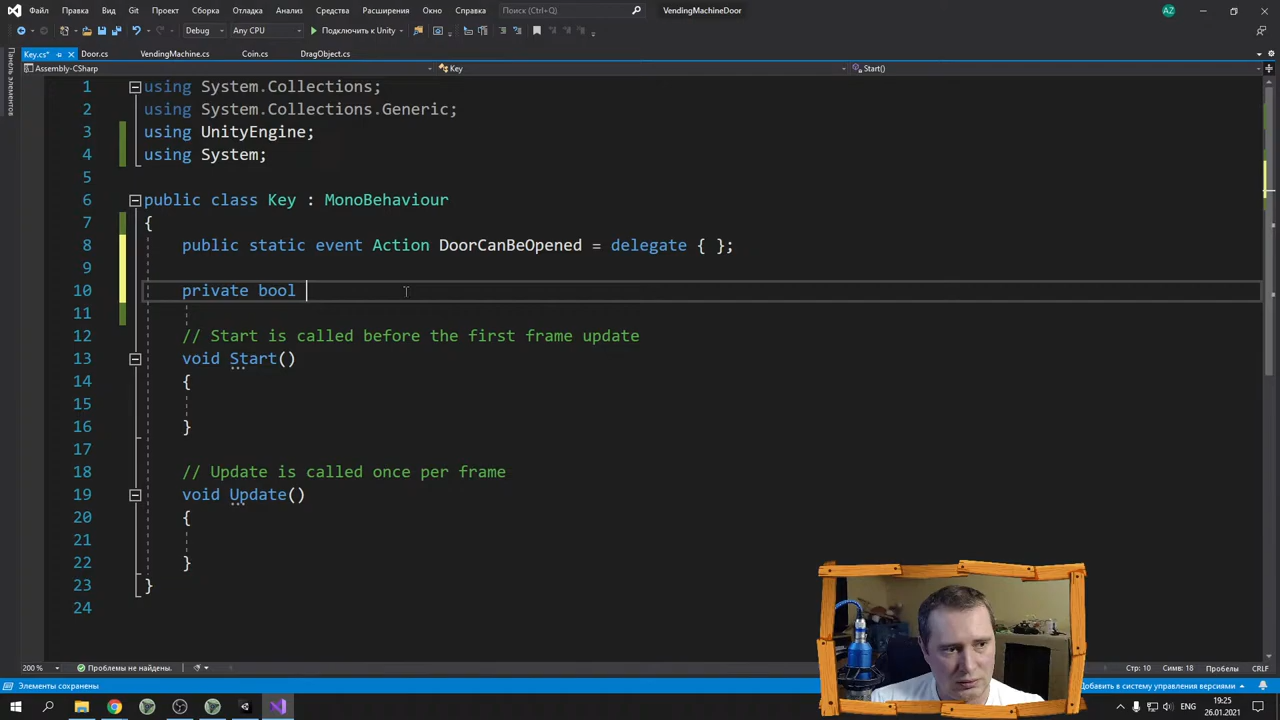 Файл Правка Вид Git Проект Сборка Отладка Анализ Средства Расширения Окно Справка Поиск (Ctrl+Q) VendingMachineDoor AZ
Debug Any CPU Подключить к Unity
Key.cs* Door.cs VendingMachine.cs Coin.cs DragObject.cs
Assembly-CSharp Key Start()
Панель элементов
1 using System.Collections;
2 using System.Collections.Generic;
3 using UnityEngine;
4 using System;
5
6 public class Key : MonoBehaviour
7 {
8 public static event Action DoorCanBeOpened = delegate { };
9
10 private bool
11
12 // Start is called before the first frame update
13 void Start()
14 {
15
16 }
17
18 // Update is called once per frame
19 void Update()
20 {
21
22 }
23 }
24
200 % Проблемы не найдены. Стр: 10 Симв: 18 Пробелы CRLF
Элементы сохранены Добавить в систему управления версиями
ENG 19:25
26.01.2021